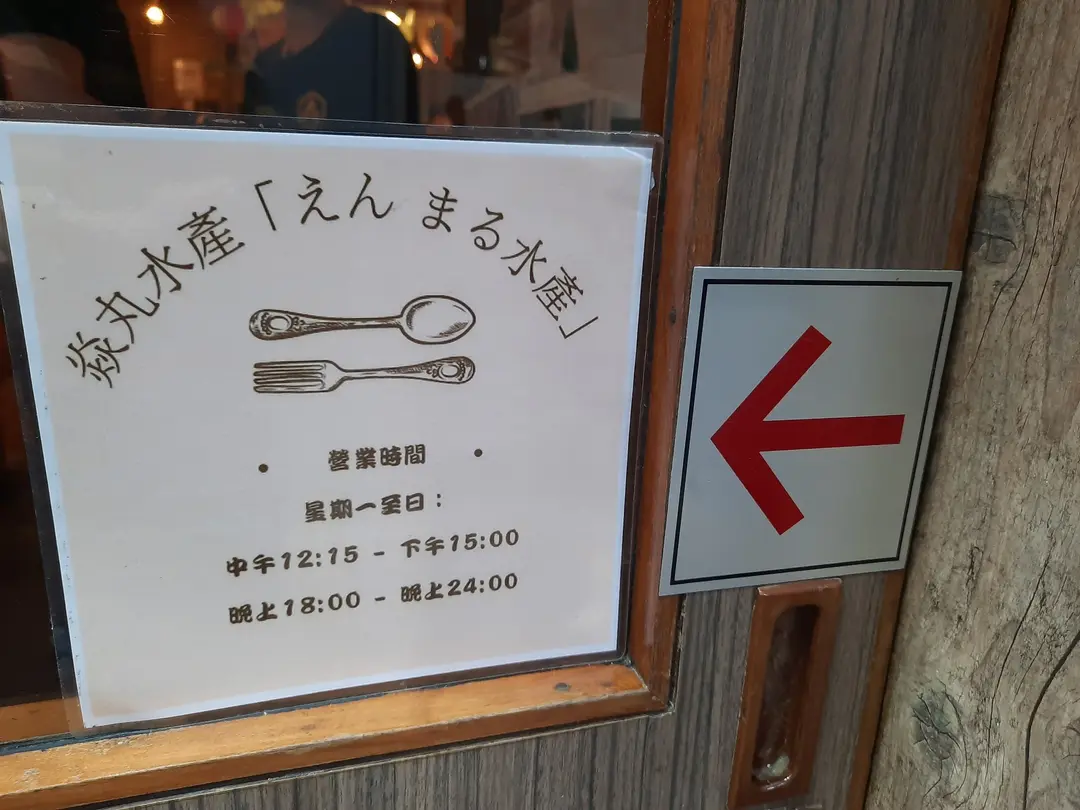 焱丸水產「えん まる水產」
• 營業時間 •
星期一至日：
中午12:15 - 下午15:00
晚上18:00 - 晚上24:00